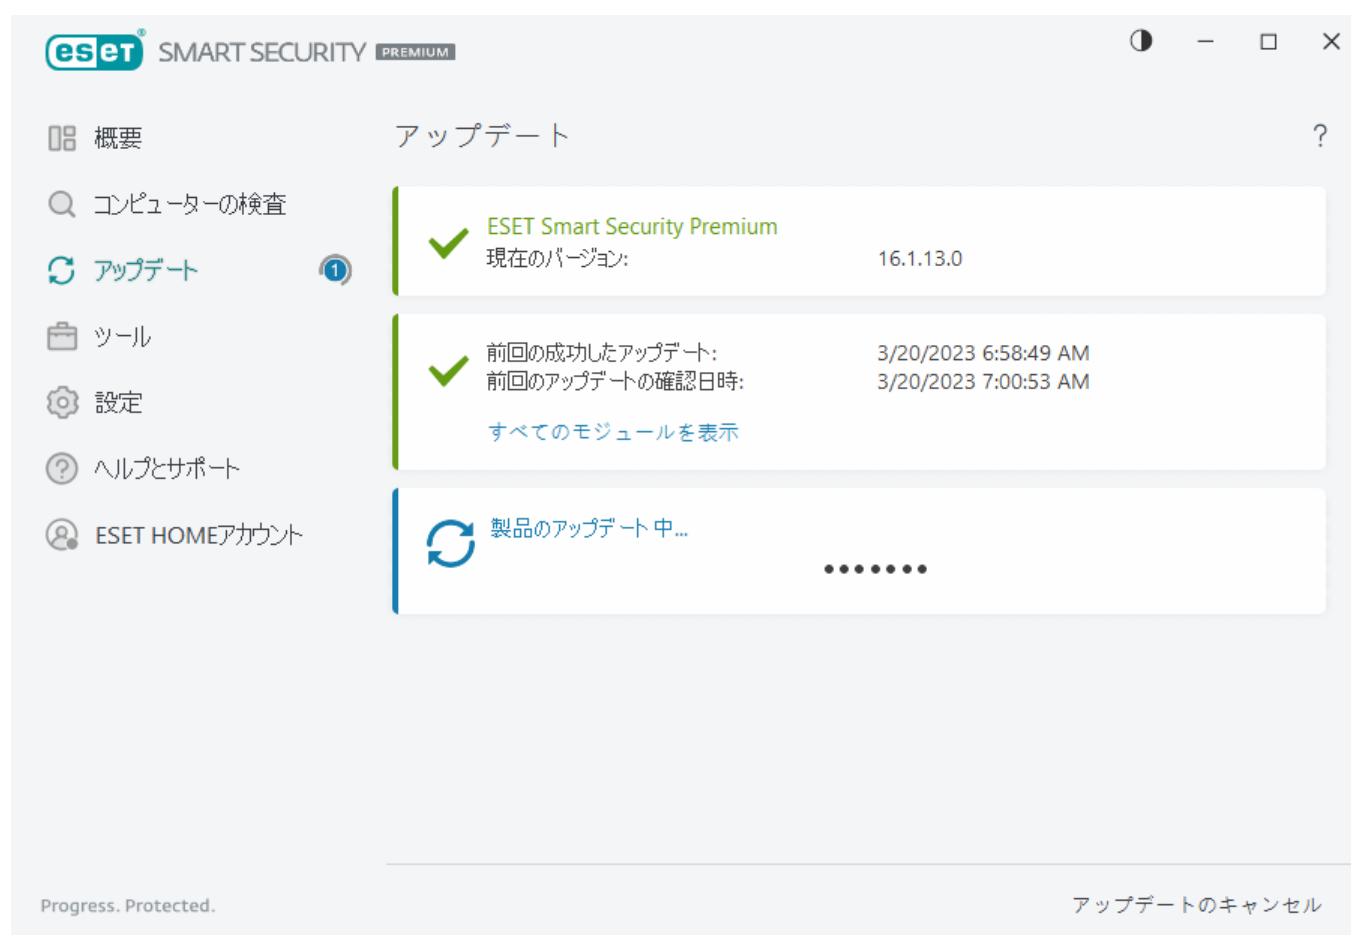 eset® SMART SECURITY PREMIUM
概要
コンピューターの検査
アップデート
1
ツール
設定
ヘルプとサポート
ESET HOMEアカウント
アップデート
?
ESET Smart Security Premium
現在のバージョン: 16.1.13.0
前回の成功したアップデート: 3/20/2023 6:58:49 AM
前回のアップデートの確認日時: 3/20/2023 7:00:53 AM
すべてのモジュールを表示
製品のアップデート中...
Progress. Protected.
アップデートのキャンセル